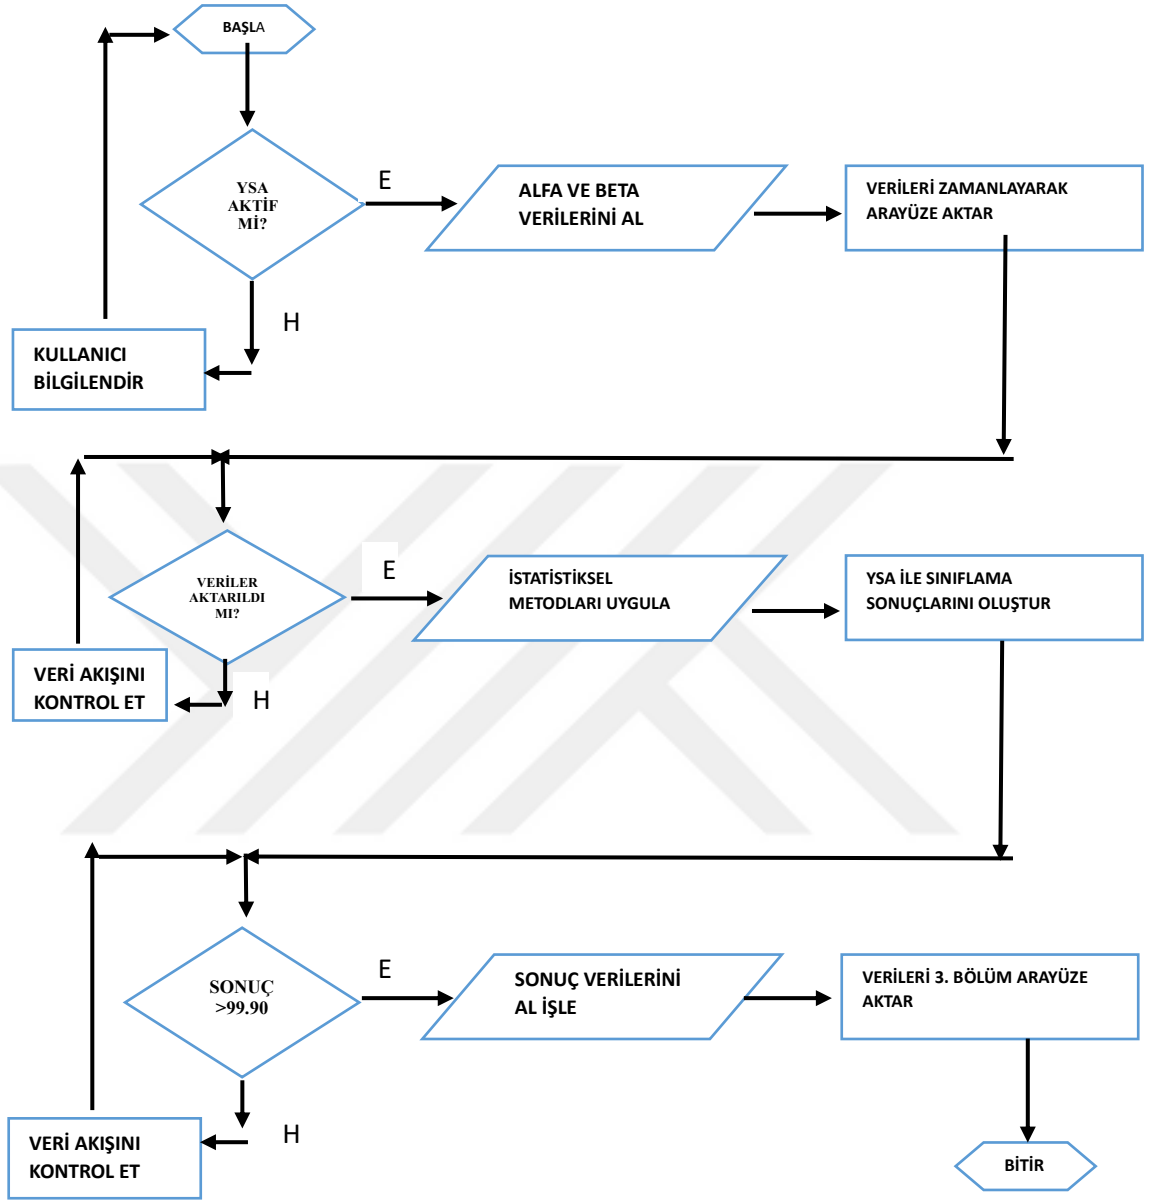 BAŞLA
YSA
AKTİF
Mİ?
E
ALFA VE BETA
VERİLERİNİ AL
VERİLERİ ZAMANLAYARAK
ARAYÜZE AKTAR
H
KULLANICI
BİLGİLENDİR
VERİLER
AKTARILDI
MI?
E
İSTATİSTİKSEL
METODLARI UYGULA
YSA İLE SINIFLAMA
SONUÇLARINI OLUŞTUR
H
VERİ AKIŞINI
KONTROL ET
SONUÇ
>99.90
E
SONUÇ VERİLERİNİ
AL İŞLE
VERİLERİ 3. BÖLÜM ARAYÜZE
AKTAR
H
VERİ AKIŞINI
KONTROL ET
BİTİR